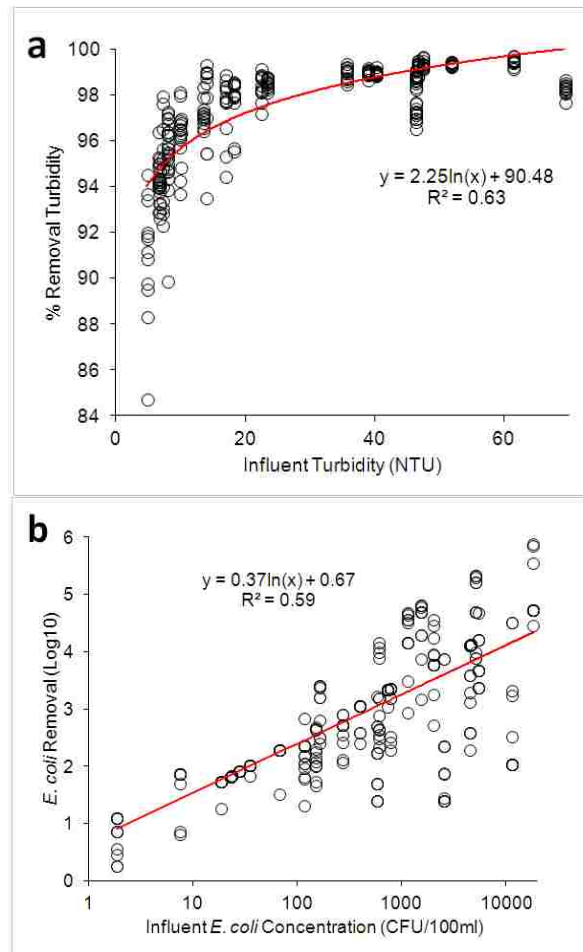 a
100
98
96
94
92
90
88
86
84
% Removal Turbidity
y = 2.25ln(x) + 90.48
R² = 0.63
0 20 40 60
Influent Turbidity (NTU)
b
6
5
4
3
2
1
0
E. coli Removal (Log10)
y = 0.37ln(x) + 0.67
R² = 0.59
1 10 100 1000 10000
Influent E. coli Concentration (CFU/100ml)